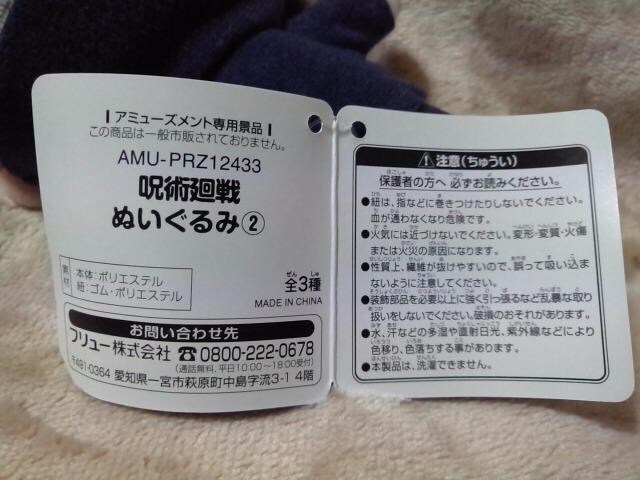 アミューズメント専用景品
この商品は一般市販されておりません。
AMU-PRZ12433
呪術廻戦
ぬいぐるみ②
素材
本体:ポリエステル
紐:ゴム・ポリエステル
ぜん しゅ
全3種
MADE IN CHINA
お問い合わせ先
フリュー株式会社 ☎0800-222-0678
(通話無料、平日10:00~18:00受付)
〒491-0364 愛知県一宮市萩原町中島字流3-1 4階
⚠注意(ちゅうい)
保護者の方へ 必ずお読みください。
●紐は、指などに巻きつけたりしないでください。
血が通わなくなり危険です。
●火気には近づけないでください。変形・変質・火傷
または火災の原因になります。
●性質上、繊維が抜けやすいので、誤って吸い込ま
ないように注意してください。
●装飾部品を必要以上に強く引っ張るなど乱暴な取り
扱いをしないでください。破損のおそれがあります。
●水、汗などの多湿や直射日光、紫外線などにより
色移り、色落ちする事があります。
●本製品は、洗濯できません。